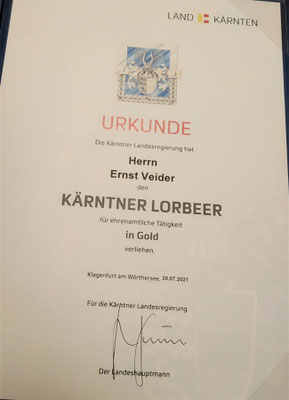 LAND KÄRNTEN
URKUNDE
Die Kärntner Landesregierung hat
Herrn
Ernst Veider
den
KÄRNTNER LORBEER
für ehrenamtliche Tätigkeit
in Gold
verliehen.
Klagenfurt am Wörthersee, 20.07.2021
Für die Kärntner Landesregierung
Der Landeshauptmann